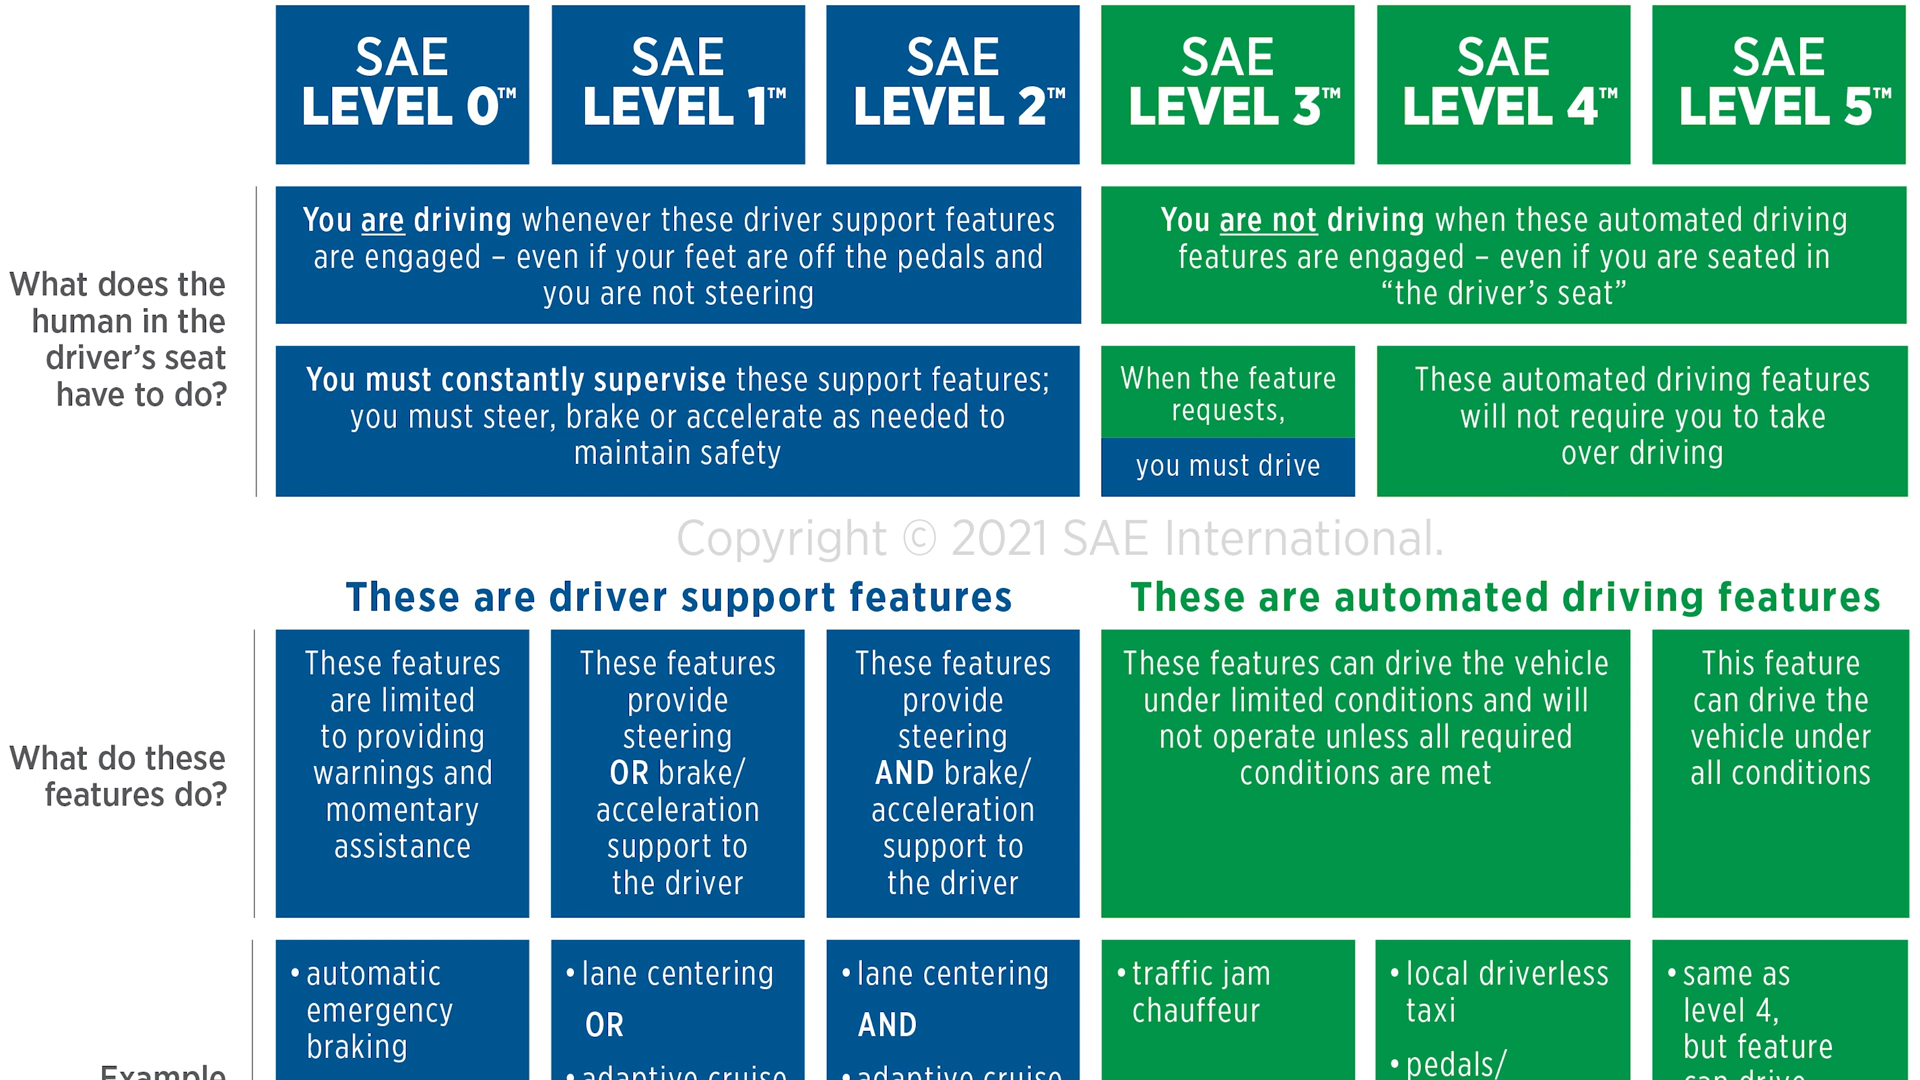 SAE
LEVEL 0™
SAE
LEVEL 1™
SAE
LEVEL 2™
SAE
LEVEL 3™
SAE
LEVEL 4™
SAE
LEVEL 5™
What does the
human in the
driver’s seat
have to do?
You are driving whenever these driver support features
are engaged – even if your feet are off the pedals and
you are not steering
You are not driving when these automated driving
features are engaged – even if you are seated in
“the driver’s seat”
You must constantly supervise these support features;
you must steer, brake or accelerate as needed to
maintain safety
When the feature
requests,
you must drive
These automated driving features
will not require you to take
over driving
Copyright © 2021 SAE International.
These are driver support features
These are automated driving features
What do these
features do?
These features
are limited
to providing
warnings and
momentary
assistance
These features
provide
steering
OR brake/
acceleration
support to
the driver
These features
provide
steering
AND brake/
acceleration
support to
the driver
These features can drive the vehicle
under limited conditions and will
not operate unless all required
conditions are met
This feature
can drive the
vehicle under
all conditions
Example
• automatic
emergency
braking
• lane centering
OR
• adaptive cruise
• lane centering
AND
• adaptive cruise
• traffic jam
chauffeur
• local driverless
taxi
• pedals/
• same as
level 4,
but feature
can drive